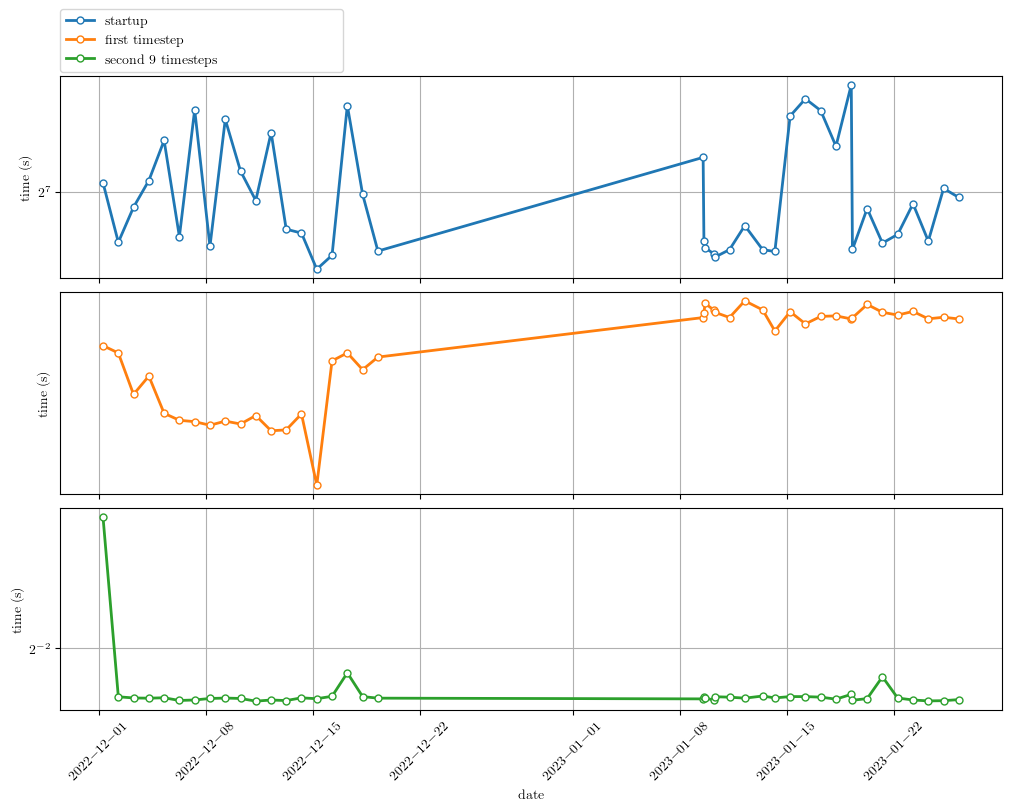 startup
first timestep
second 9 timesteps
time (s)
2^7
time (s)
time (s)
2^−2
2022−12−01
2022−12−08
2022−12−15
2022−12−22
2023−01−01
2023−01−08
2023−01−15
2023−01−22
date